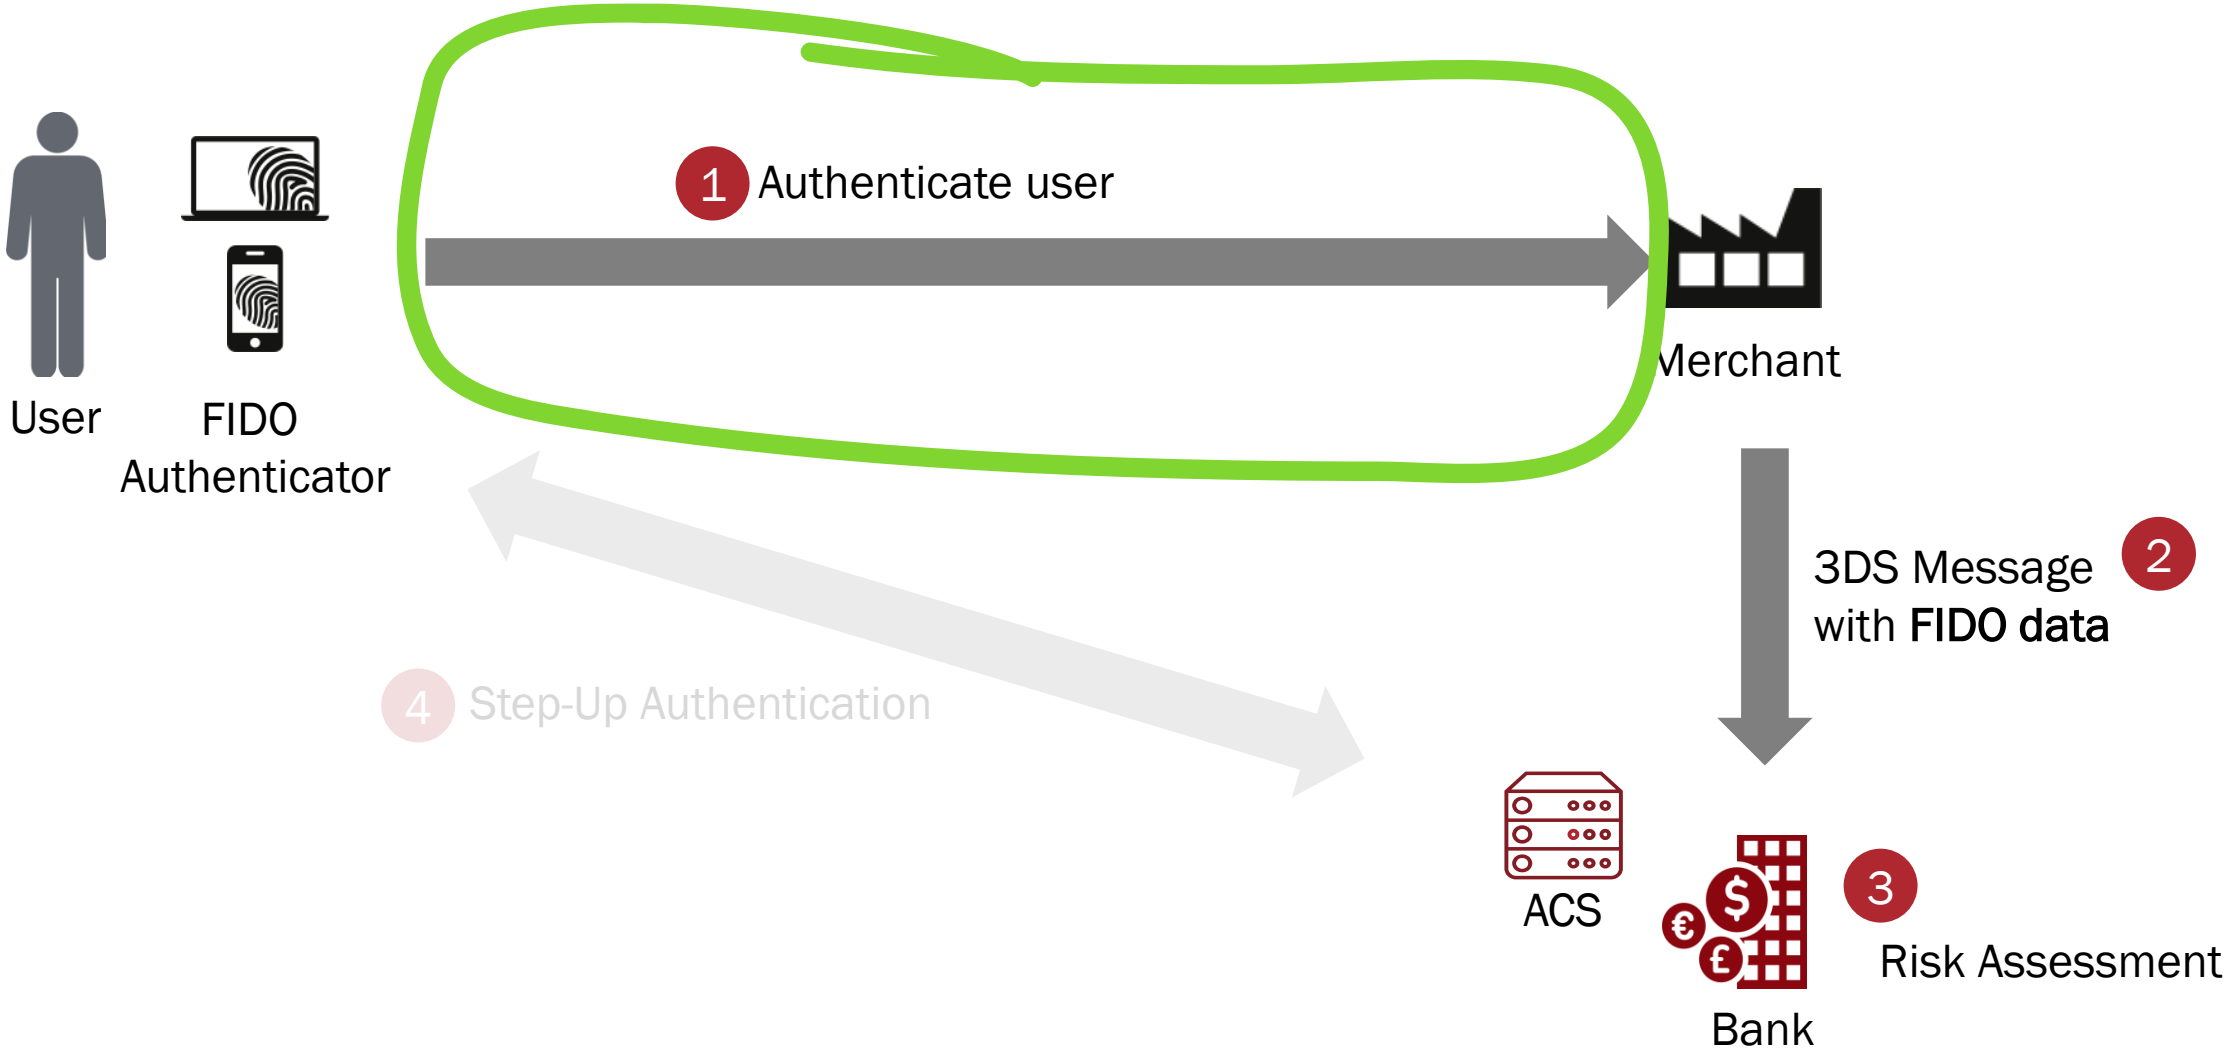 1 Authenticate user
User
FIDO
Authenticator
Merchant
3DS Message 2
with FIDO data
4 Step-Up Authentication
ACS
$
€
£
3
Risk Assessment
Bank